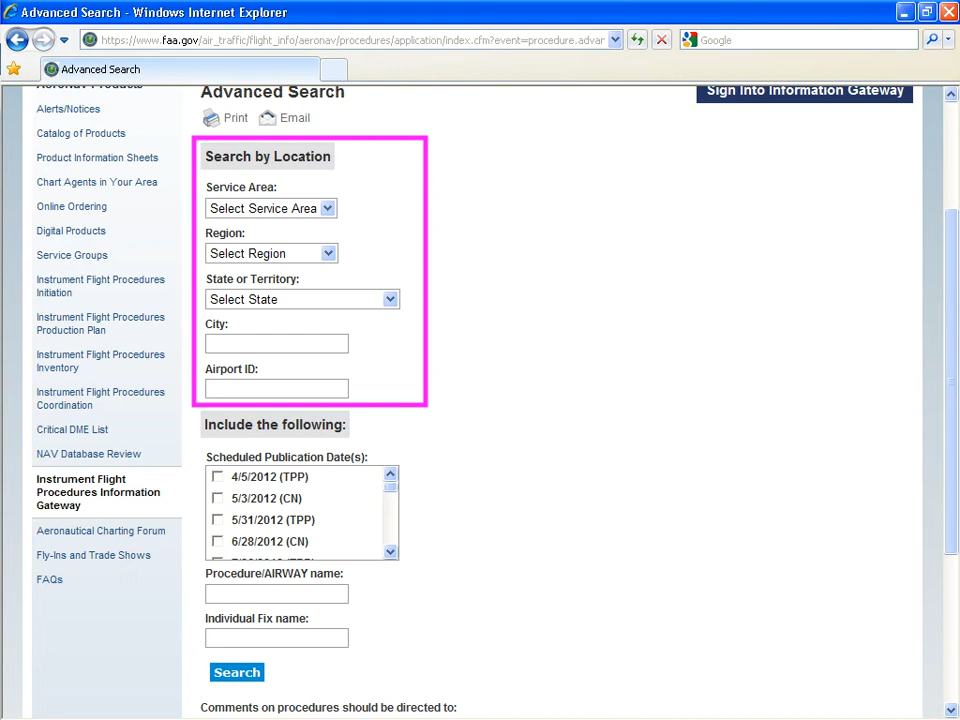 Advanced Search - Windows Internet Explorer
https://www.faa.gov/air_traffic/flight_info/aeronav/procedures/application/index.cfm?event=procedure.advar
Google
Advanced Search
AeroNav Products
Alerts/Notices
Catalog of Products
Product Information Sheets
Chart Agents in Your Area
Online Ordering
Digital Products
Service Groups
Instrument Flight Procedures
Initiation
Instrument Flight Procedures
Production Plan
Instrument Flight Procedures
Inventory
Instrument Flight Procedures
Coordination
Critical DME List
NAV Database Review
Instrument Flight
Procedures Information
Gateway
Aeronautical Charting Forum
Fly-Ins and Trade Shows
FAQs
Advanced Search
Sign Into Information Gateway
Print Email
Search by Location
Service Area:
Select Service Area
Region:
Select Region
State or Territory:
Select State
City:
Airport ID:
Include the following:
Scheduled Publication Date(s):
4/5/2012 (TPP)
5/3/2012 (CN)
5/31/2012 (TPP)
6/28/2012 (CN)
Procedure/AIRWAY name:
Individual Fix name:
Search
Comments on procedures should be directed to: